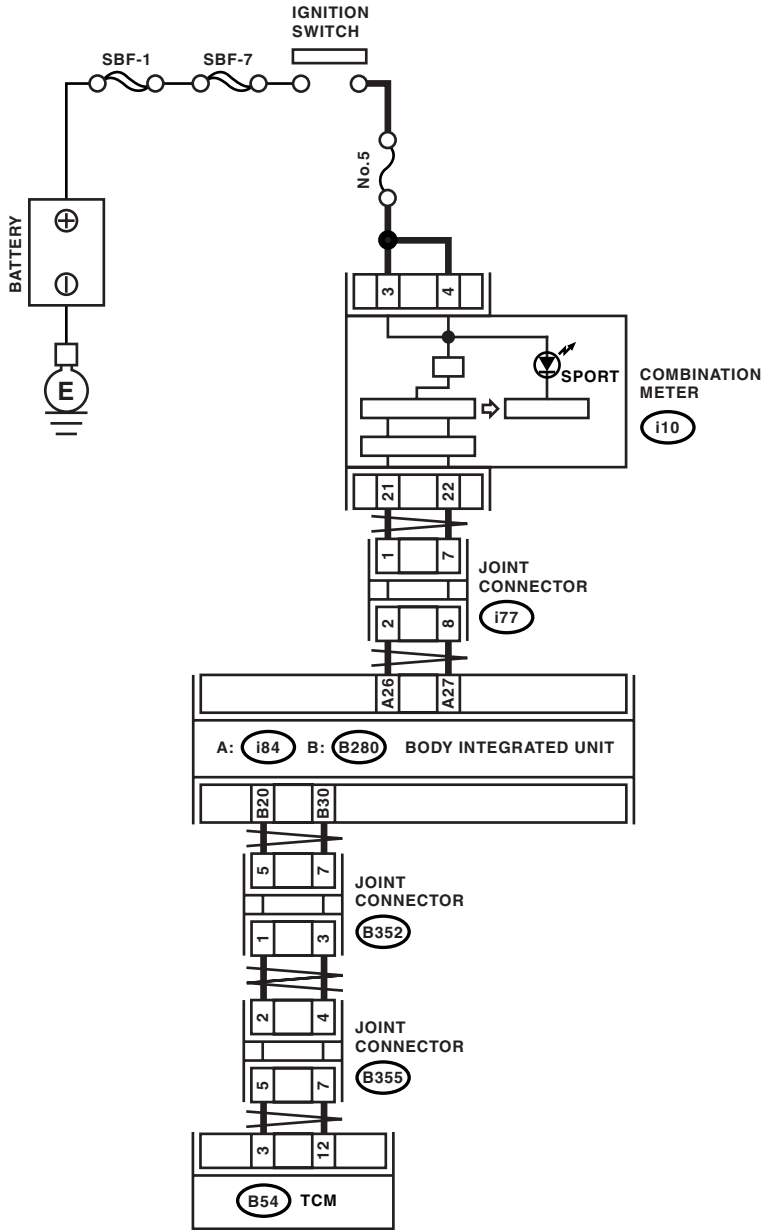 IGNITION
SWITCH
SBF-1
SBF-7
No.5
BATTERY
E
3
4
SPORT
COMBINATION
METER
i10
21
22
1
7
JOINT
CONNECTOR
i77
2
8
A26
A27
A: i84 B: B280 BODY INTEGRATED UNIT
B20
B30
5
7
JOINT
CONNECTOR
B352
1
3
2
4
JOINT
CONNECTOR
B355
5
7
3
12
B54 TCM